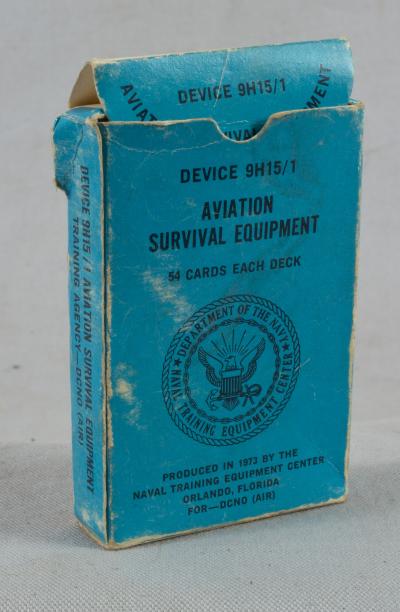 DEVICE 9H15/1
AVIATION
SURVIVAL EQUIPMENT
54 CARDS EACH DECK
DEPARTMENT OF THE NAVY
NAVAL TRAINING EQUIPMENT CENTER
PRODUCED IN 1973 BY THE
NAVAL TRAINING EQUIPMENT CENTER
ORLANDO, FLORIDA
FOR—DCNO (AIR)
DEVICE 9H15/1 AVIATION SURVIVAL EQUIPMENT
TRAINING AGENCY—DCNO (AIR)
DEVICE 9H15/1